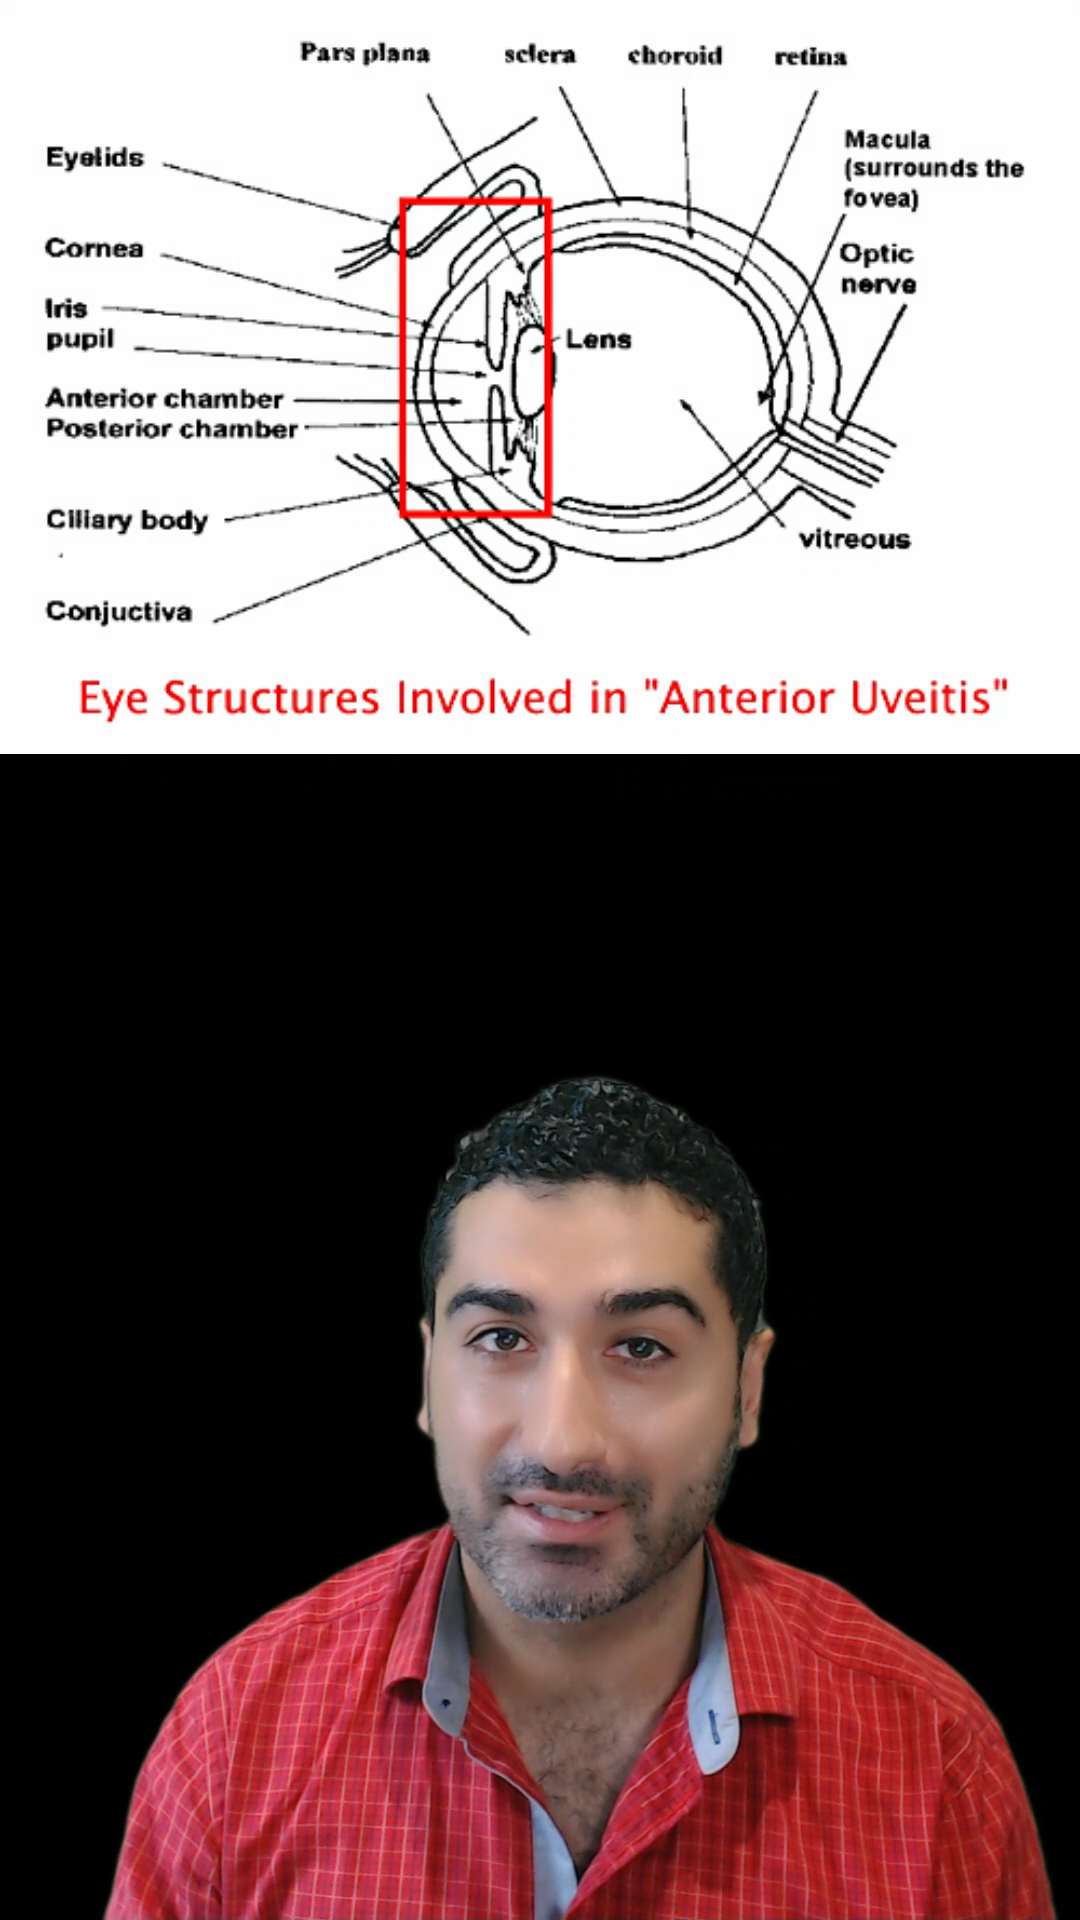 Pars plana sclera choroid retina
Macula
(surrounds the
fovea)
Eyelids
Cornea
Optic
nerve
Iris
pupil
Lens
Anterior chamber
Posterior chamber
Ciliary body
vitreous
Conjuctiva
Eye Structures Involved in "Anterior Uveitis"